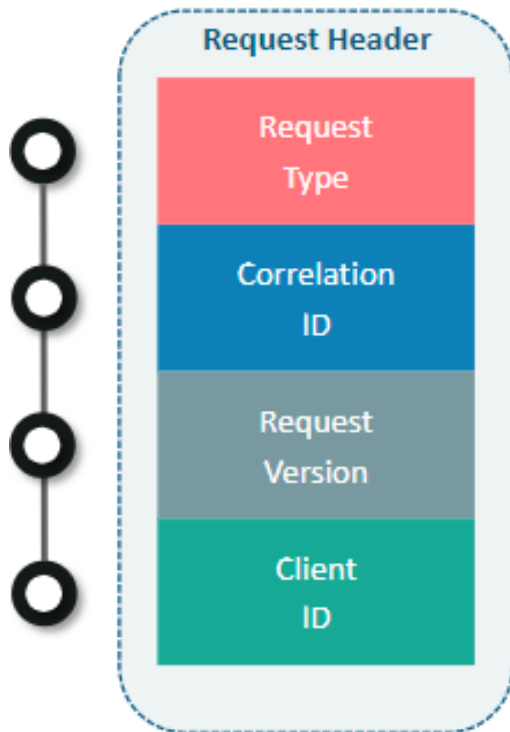 Request Header
Request
Type
Correlation
ID
Request
Version
Client
ID